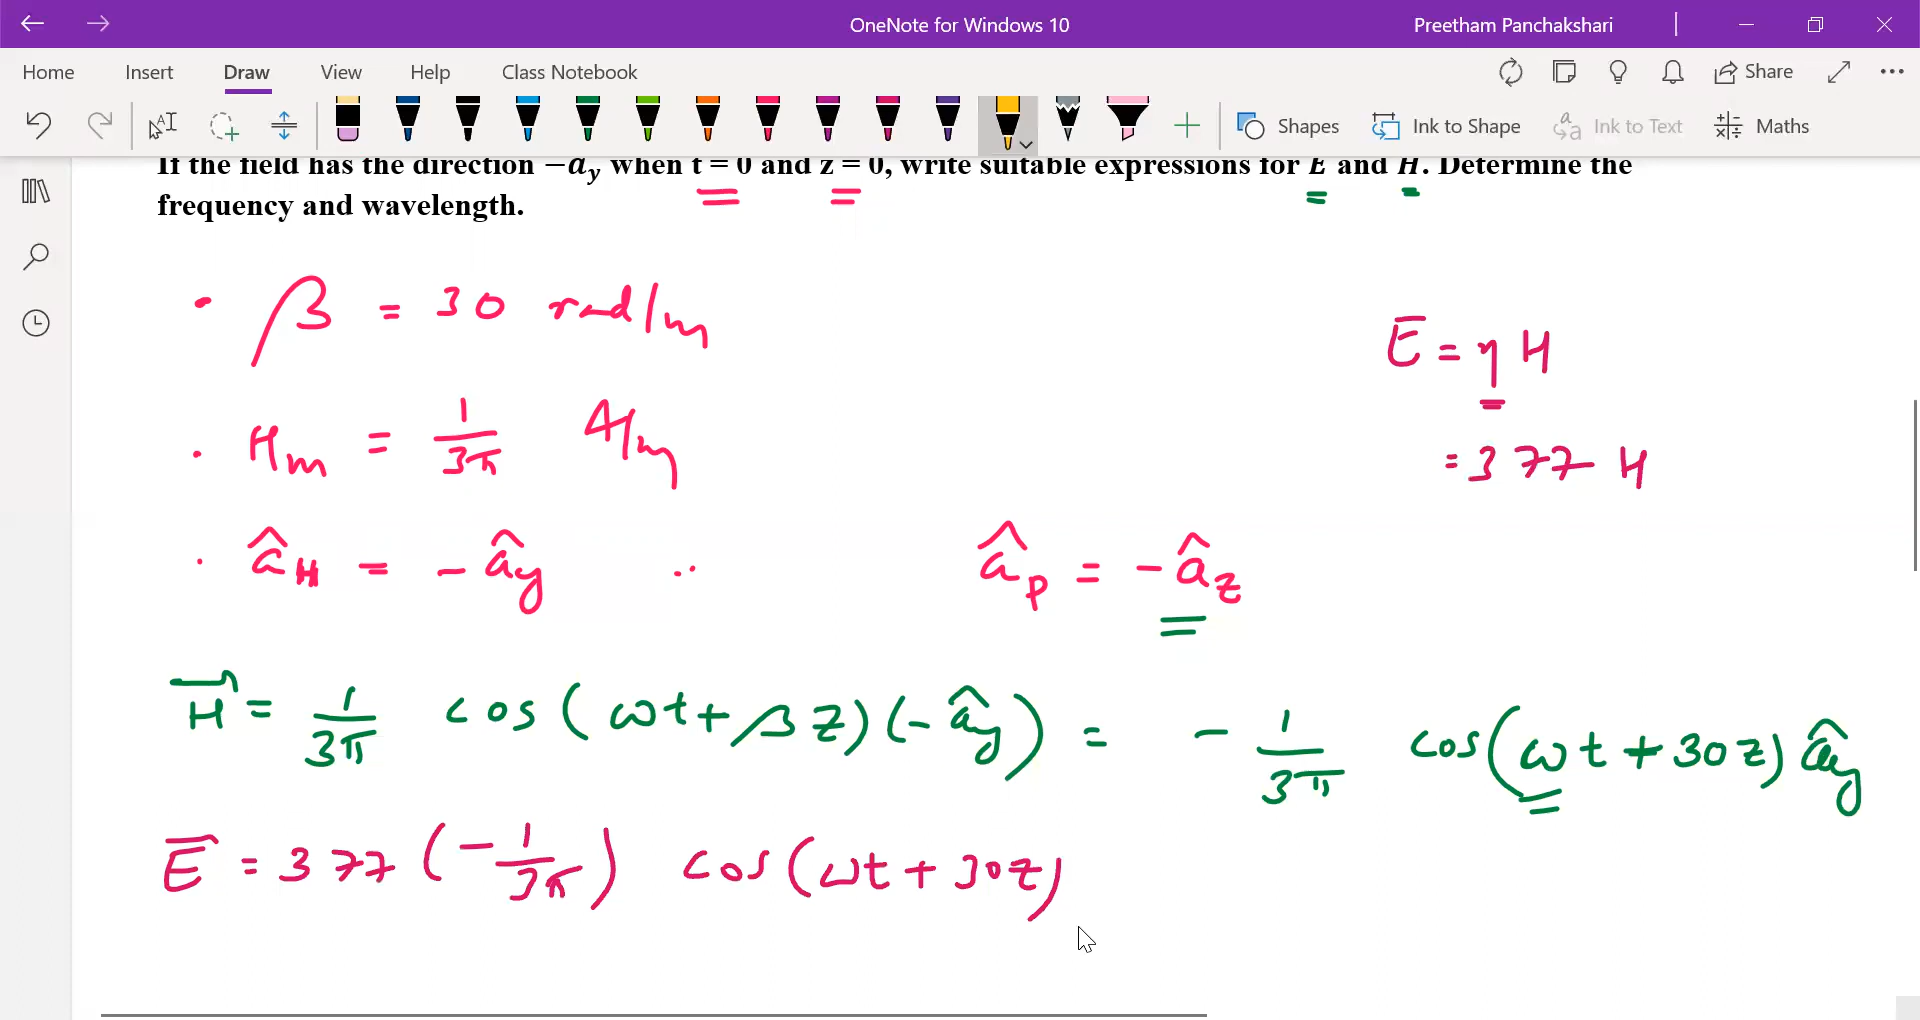 OneNote for Windows 10
Preetham Panchakshari
Home Insert Draw View Help Class Notebook Share
Shapes Ink to Shape Ink to Text Maths
If the field has the direction −a_y when t = 0 and z = 0, write suitable expressions for E and H. Determine the
frequency and wavelength.
• β = 30 rad/m
E̅ = η H
• Hm = 1/3π A/m
= 377 H
• â_H = − â_y
â_p = − â_z
H⃗ = 1/3π cos(ωt + βz)(− â_y) = − 1/3π cos(ωt + 30z) â_y
E̅ = 377 (− 1/3π) cos(ωt + 30z)